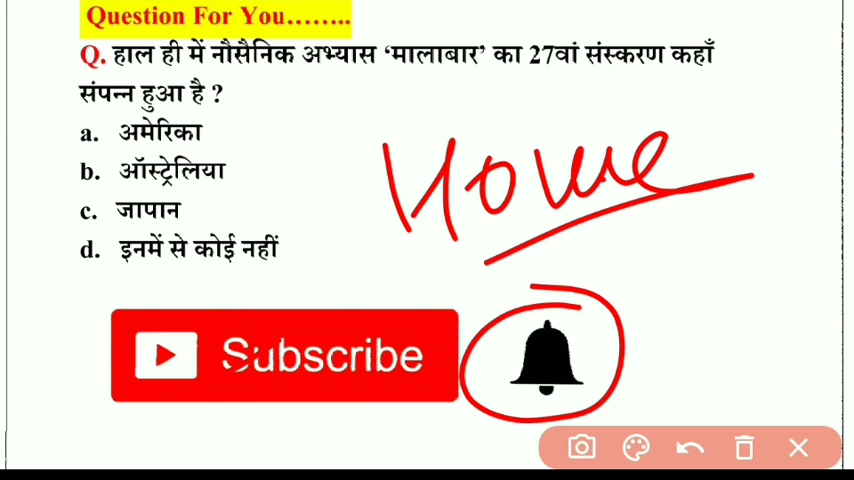 Question For You……..
Q. हाल ही में नौसैनिक अभ्यास ‘मालाबार’ का 27वां संस्करण कहाँ
संपन्न हुआ है ?
a. अमेरिका
b. ऑस्ट्रेलिया
c. जापान
d. इनमें से कोई नहीं
Home
Subscribe